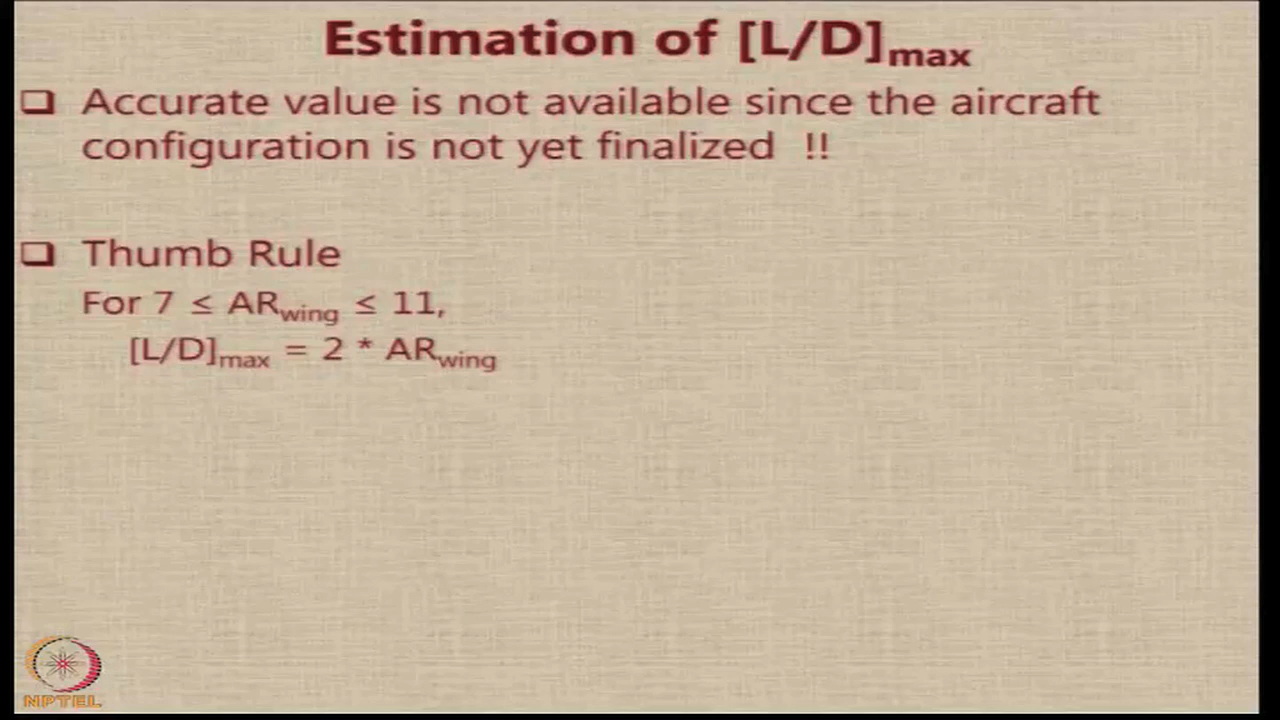 Estimation of [L/D]max
❑ Accurate value is not available since the aircraft
configuration is not yet finalized !!
❑ Thumb Rule
For 7 ≤ ARwing ≤ 11,
[L/D]max = 2 * ARwing
NPTEL